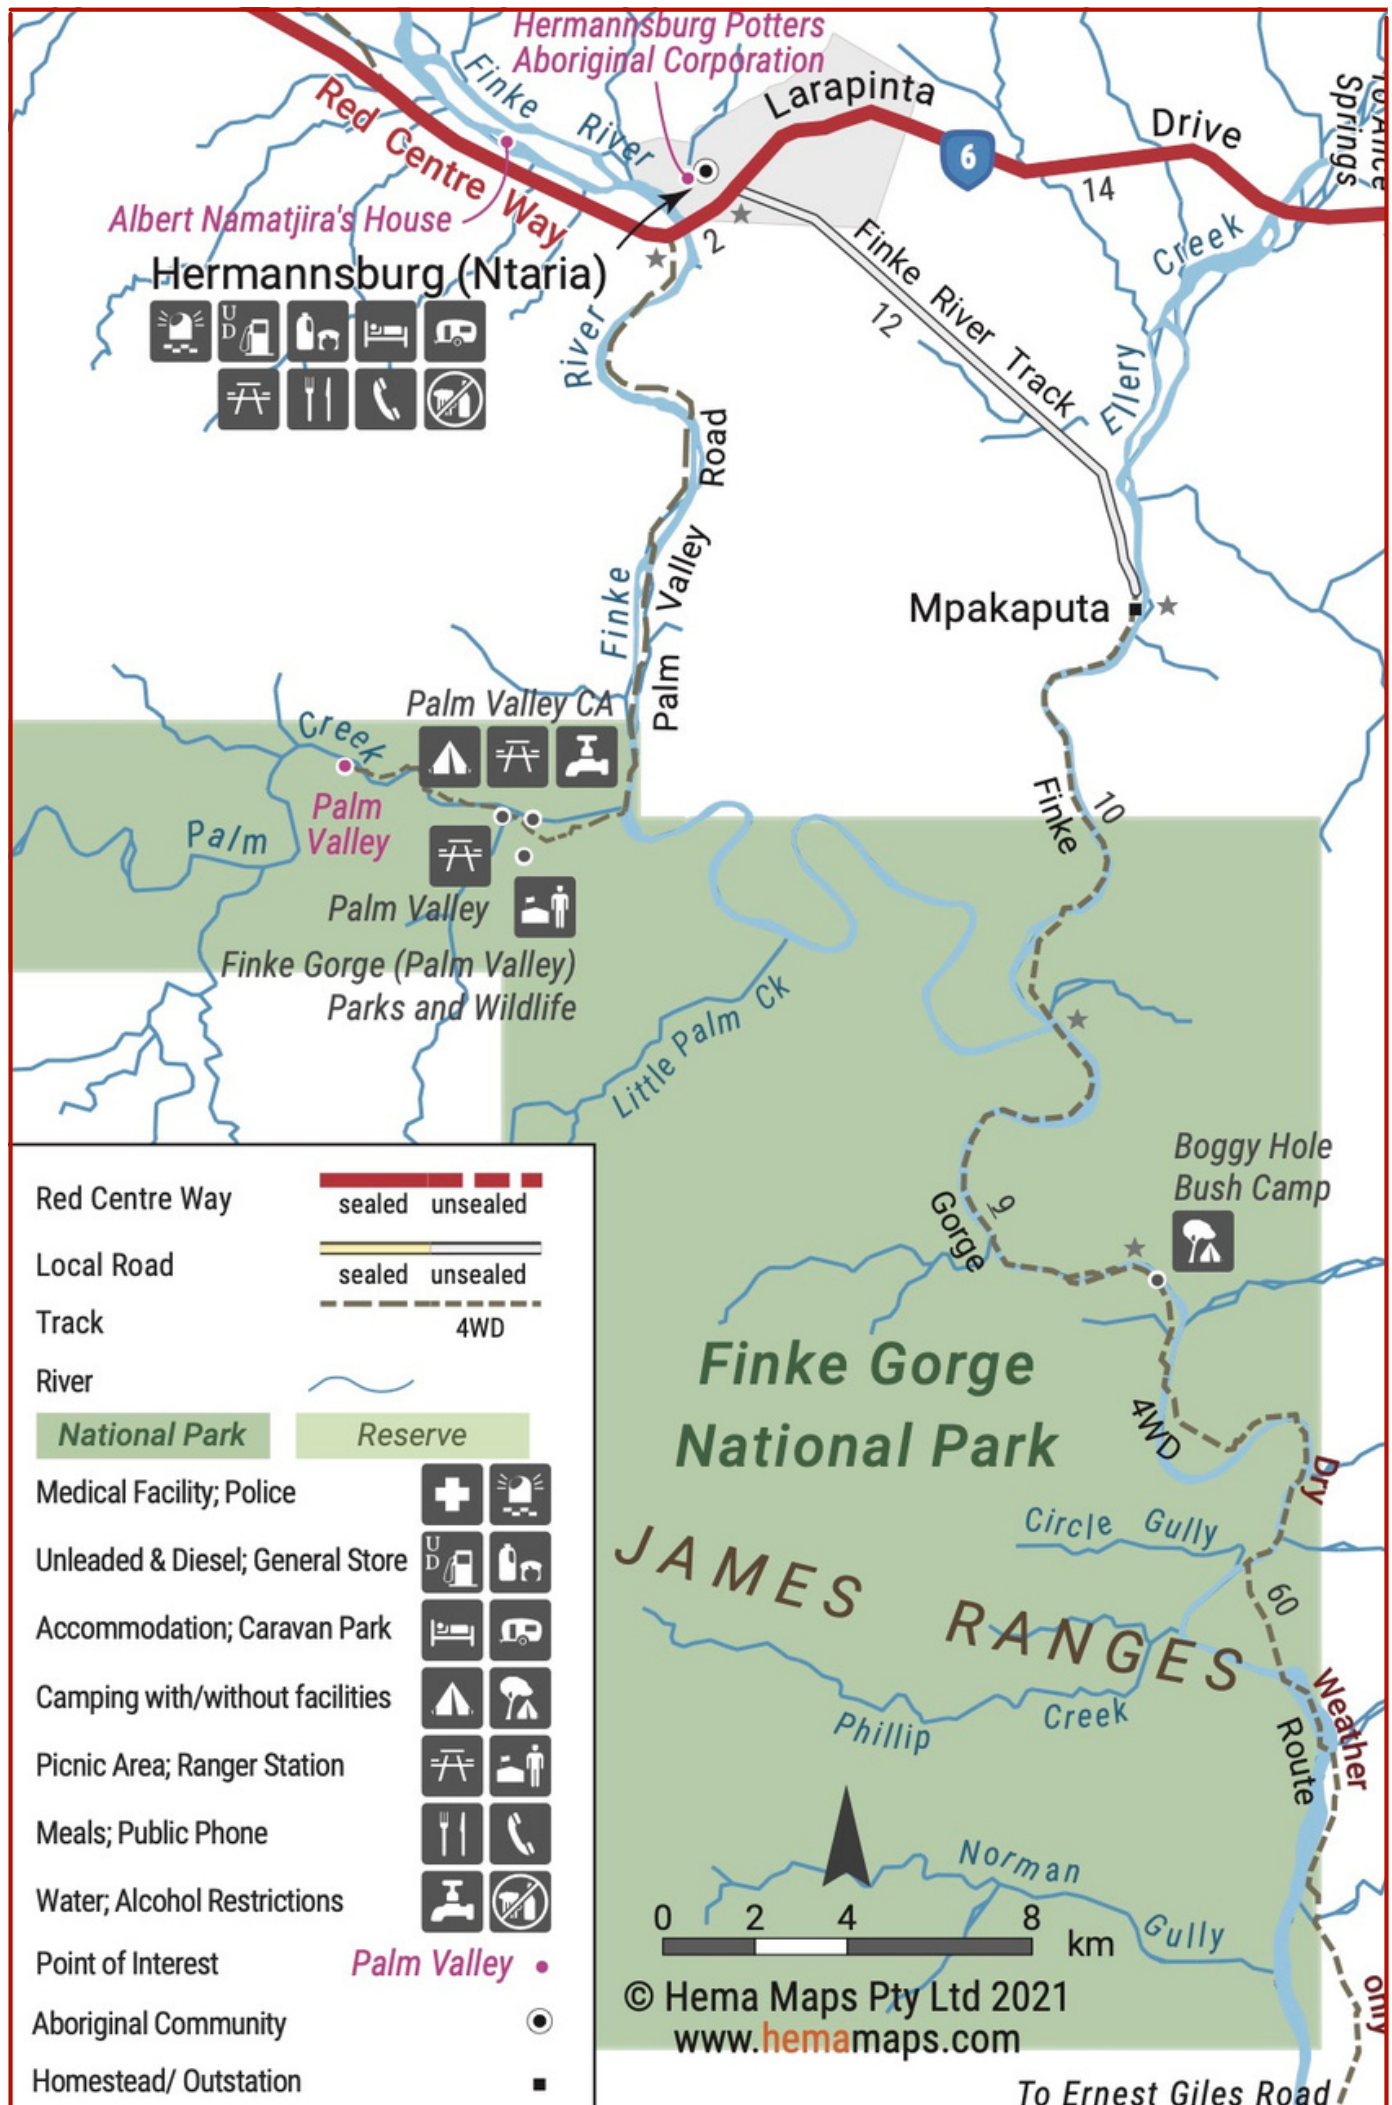 Hermannsburg Potters
Aboriginal Corporation
Finke
River
Larapinta
Drive
6
14
To Alice
Springs
Red Centre Way
Albert Namatjira's House
2
Hermannsburg (Ntaria)
U
D
Finke River Track
12
Creek
Ellery
River
Road
Valley
Palm
Finke
Mpakaputa
Palm Valley CA
Creek
Palm
Valley
Palm
Palm Valley
Finke Gorge (Palm Valley)
Parks and Wildlife
Finke
10
Little Palm Ck
Gorge
9
Boggy Hole
Bush Camp
Finke Gorge
National Park
4WD
Dry
Circle Gully
60
JAMES RANGES
Phillip
Creek
Route
Weather
only
Norman
Gully
0 2 4 8
km
© Hema Maps Pty Ltd 2021
www.hemamaps.com
To Ernest Giles Road
Red Centre Way
sealed unsealed
Local Road
sealed unsealed
Track
4WD
River
National Park
Reserve
Medical Facility; Police
Unleaded & Diesel; General Store
U
D
Accommodation; Caravan Park
Camping with/without facilities
Picnic Area; Ranger Station
Meals; Public Phone
Water; Alcohol Restrictions
Point of Interest
Palm Valley
Aboriginal Community
Homestead/ Outstation